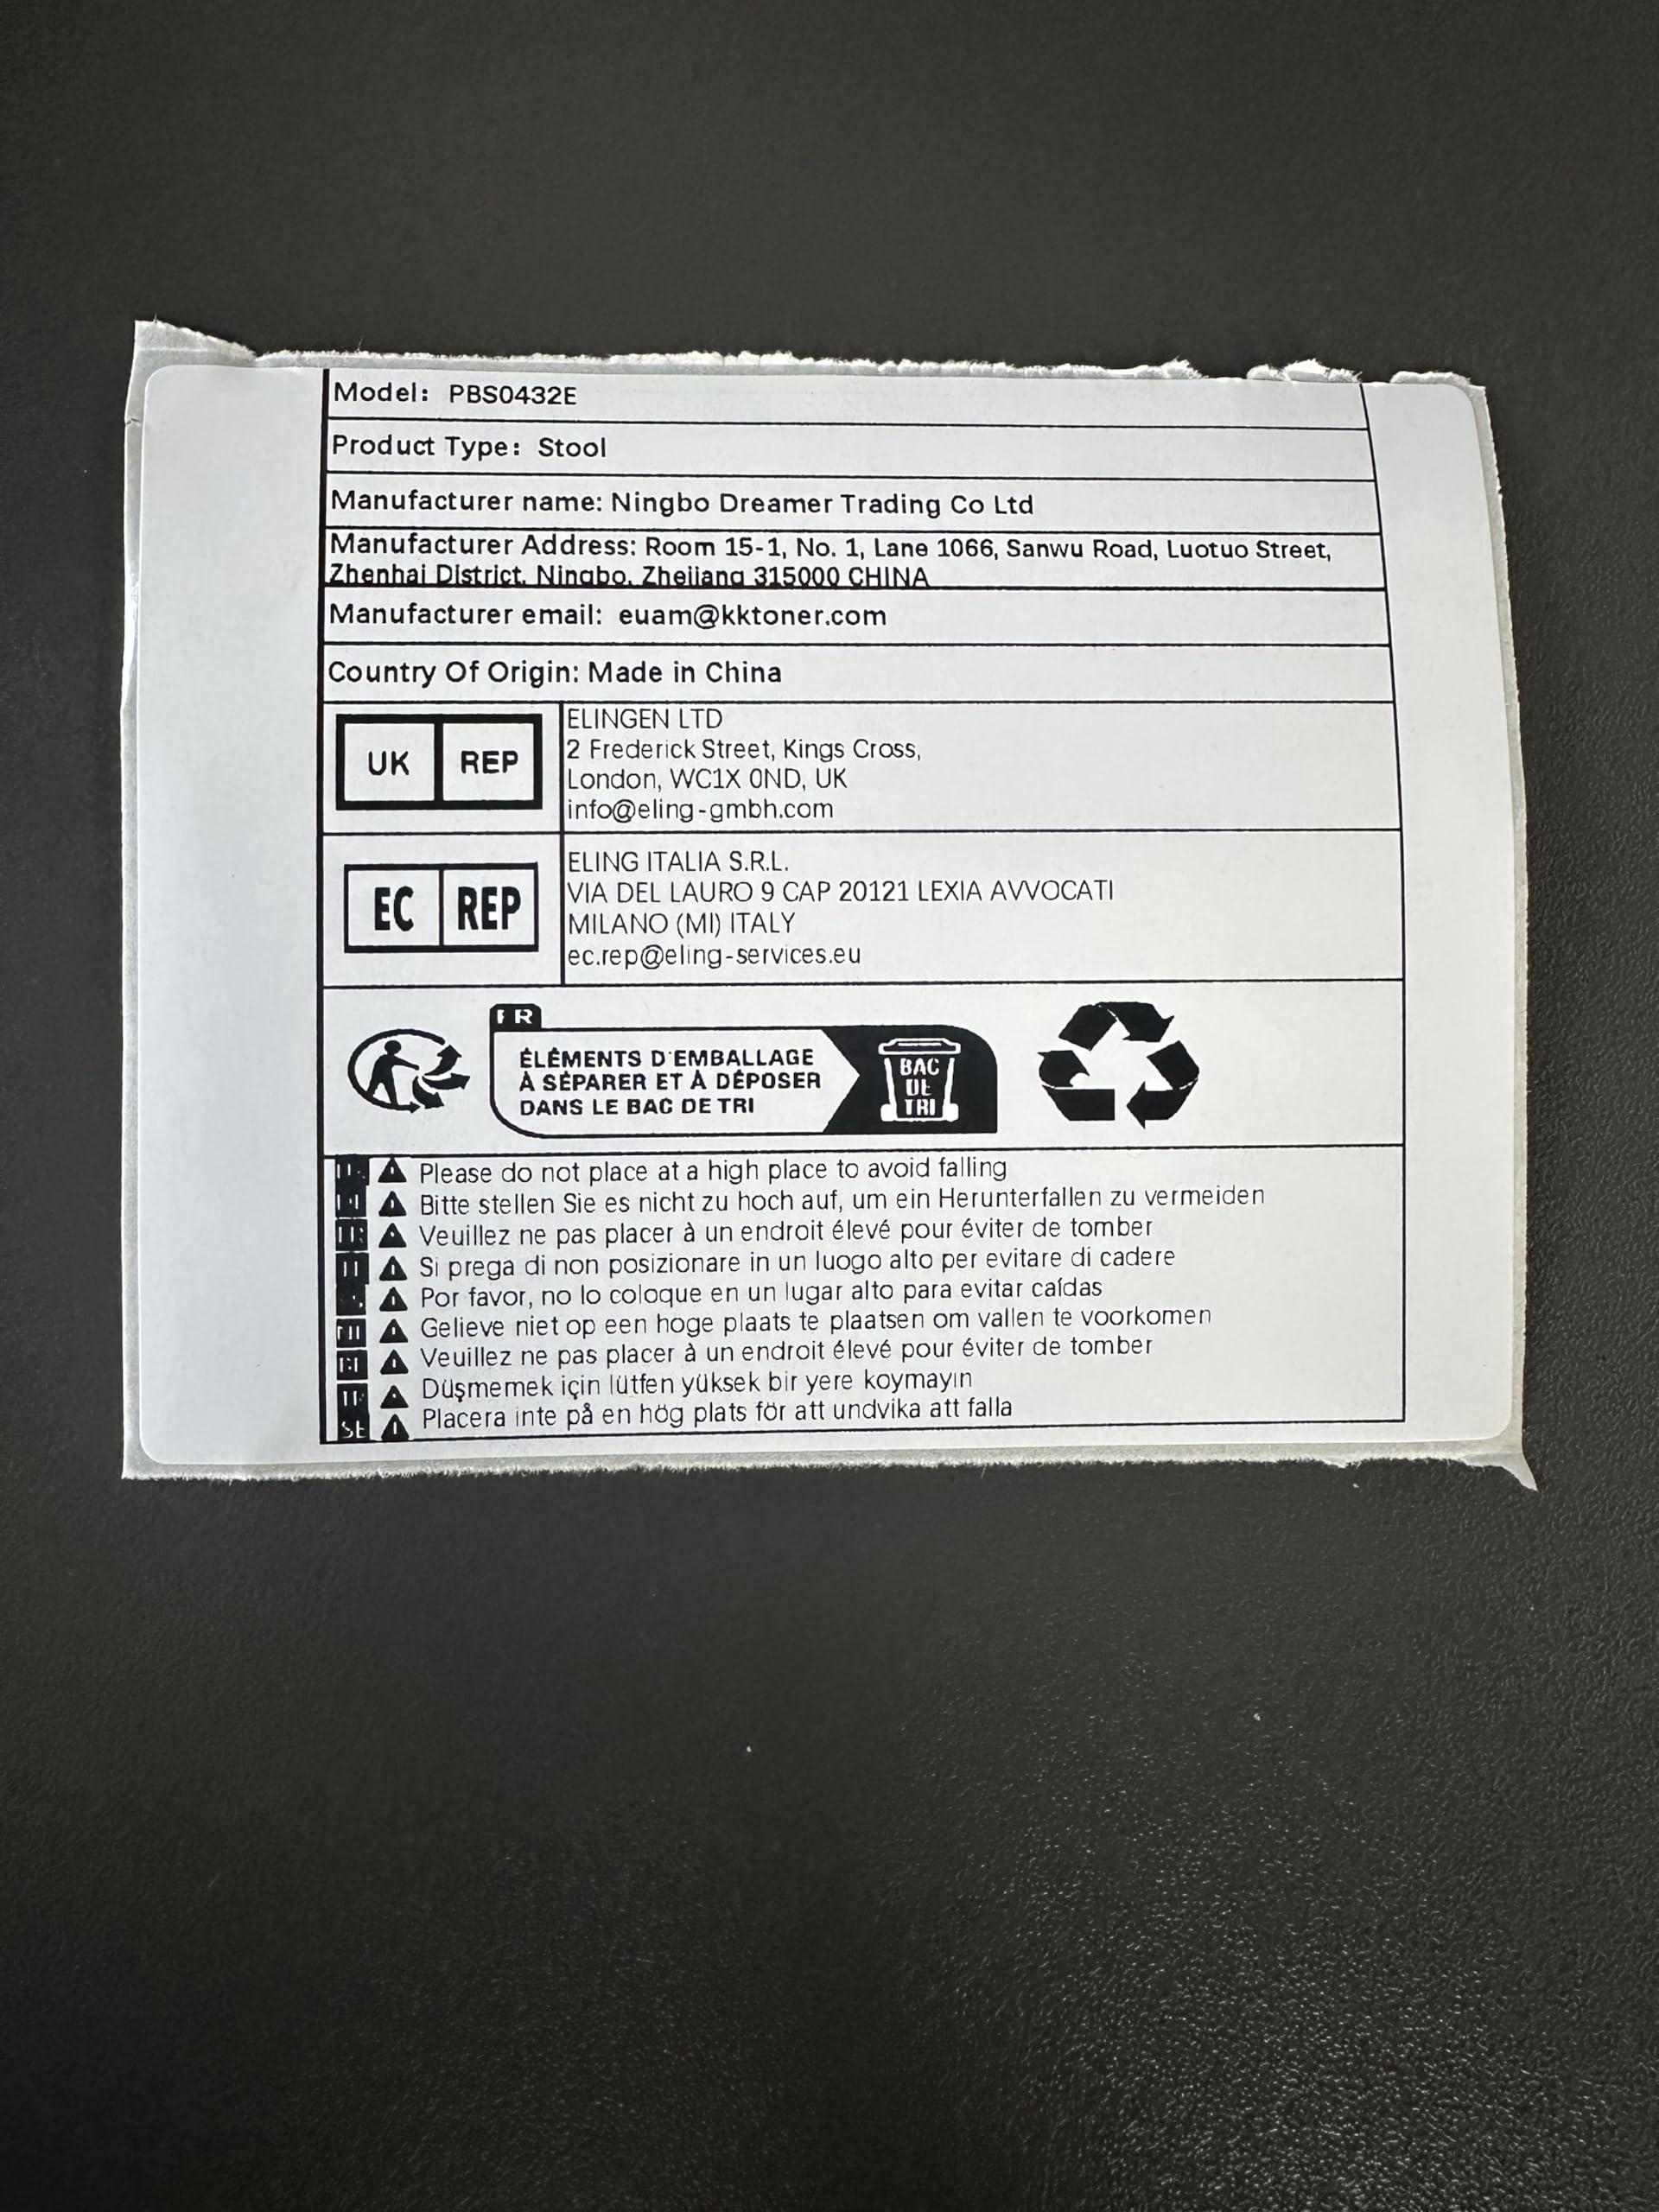 Model: PBS0432E
Product Type: Stool
Manufacturer name: Ningbo Dreamer Trading Co Ltd
Manufacturer Address: Room 15-1, No. 1, Lane 1066, Sanwu Road, Luotuo Street,
Zhenhai District, Ningbo, Zhejiang 315000 CHINA
Manufacturer email: euam@kktoner.com
Country Of Origin: Made in China
UK REP
ELINGEN LTD
2 Frederick Street, Kings Cross,
London, WC1X 0ND, UK
info@eling-gmbh.com
EC REP
ELING ITALIA S.R.L.
VIA DEL LAURO 9 CAP 20121 LEXIA AVVOCATI
MILANO (MI) ITALY
ec.rep@eling-services.eu
FR
ÉLÉMENTS D'EMBALLAGE
À SÉPARER ET À DÉPOSER
DANS LE BAC DE TRI
BAC
DE
TRI
Please do not place at a high place to avoid falling
Bitte stellen Sie es nicht zu hoch auf, um ein Herunterfallen zu vermeiden
Veuillez ne pas placer à un endroit élevé pour éviter de tomber
Si prega di non posizionare in un luogo alto per evitare di cadere
Por favor, no lo coloque en un lugar alto para evitar caídas
Gelieve niet op een hoge plaats te plaatsen om vallen te voorkomen
Veuillez ne pas placer à un endroit élevé pour éviter de tomber
Düşmemek için lütfen yüksek bir yere koymayın
SE Placera inte på en hög plats för att undvika att falla